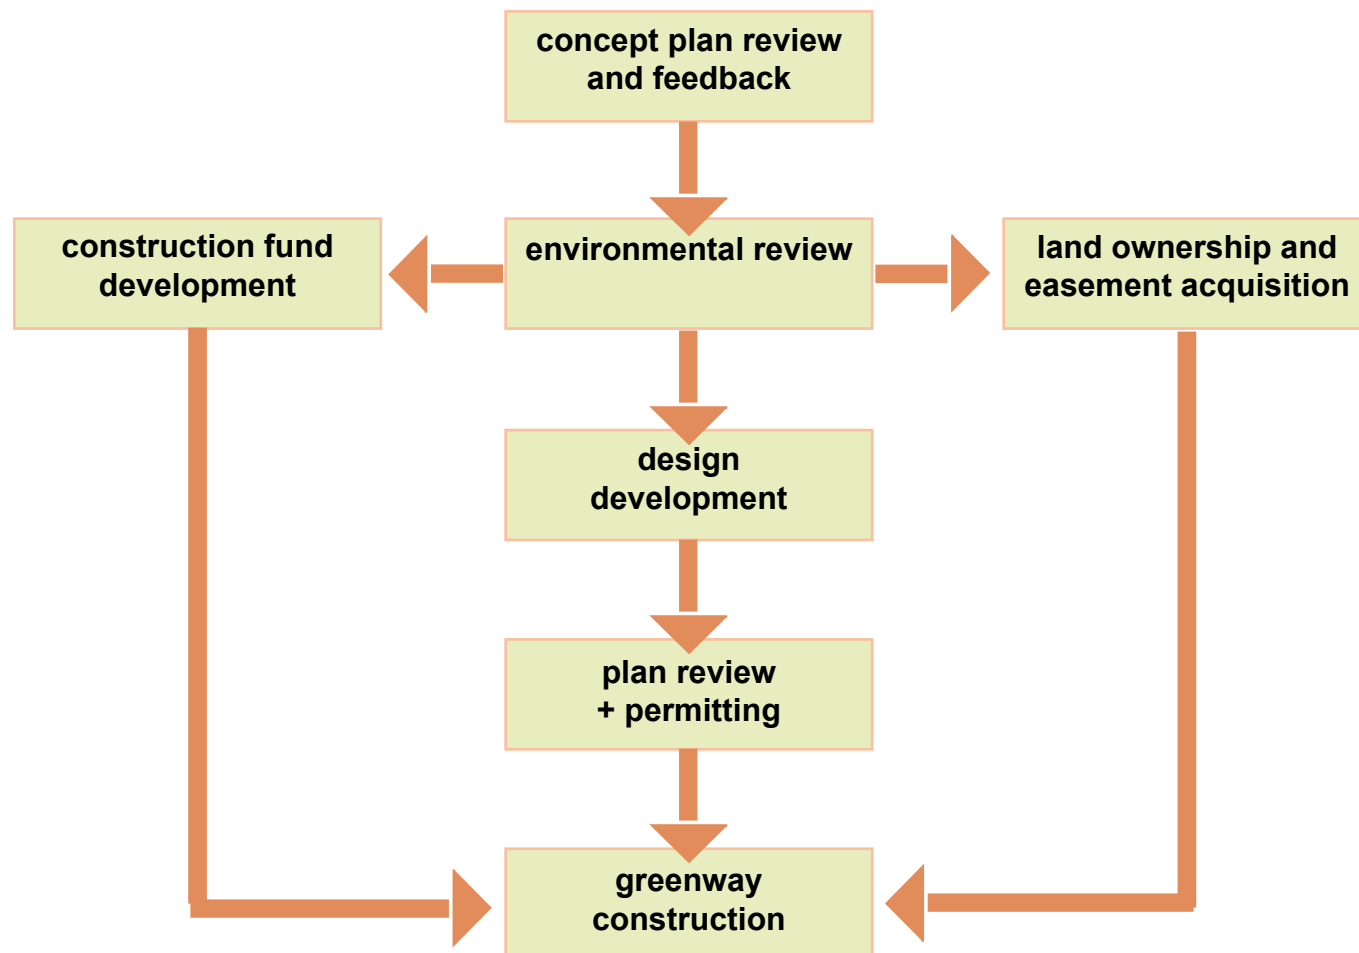 concept plan review
and feedback
construction fund
development
environmental review
land ownership and
easement acquisition
design
development
plan review
+ permitting
greenway
construction